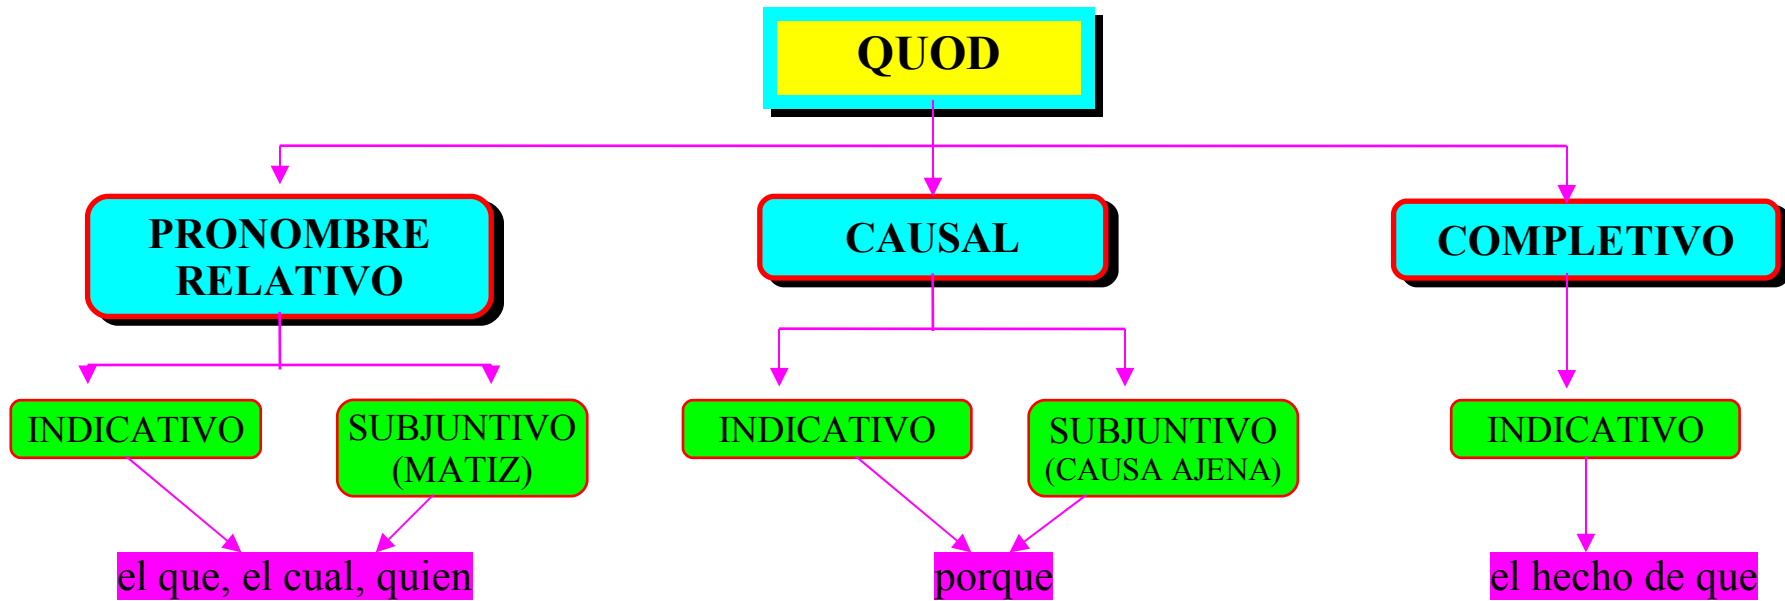 QUOD
PRONOMBRE
RELATIVO
CAUSAL
COMPLETIVO
INDICATIVO
SUBJUNTIVO
(MATIZ)
INDICATIVO
SUBJUNTIVO
(CAUSA AJENA)
INDICATIVO
el que, el cual, quien
porque
el hecho de que